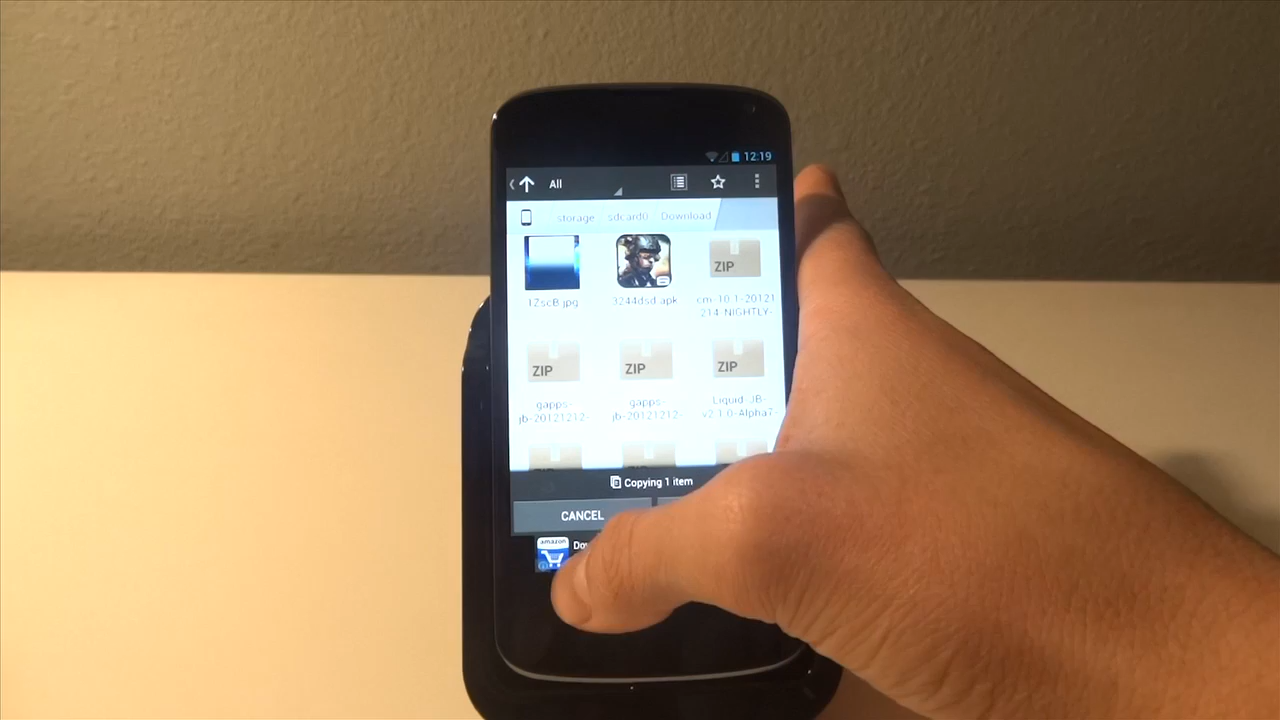 12:19
All
storage sdcard0 Download
1ZscB.jpg 3244dsd.apk cm-10.1-20121
214-NIGHTLY-
ZIP
ZIP ZIP ZIP
gapps- gapps- Liquid-JB-
jb-20121212- jb-20121212- v2.1.0-Alpha7-
Copying 1 item
CANCEL
amazon